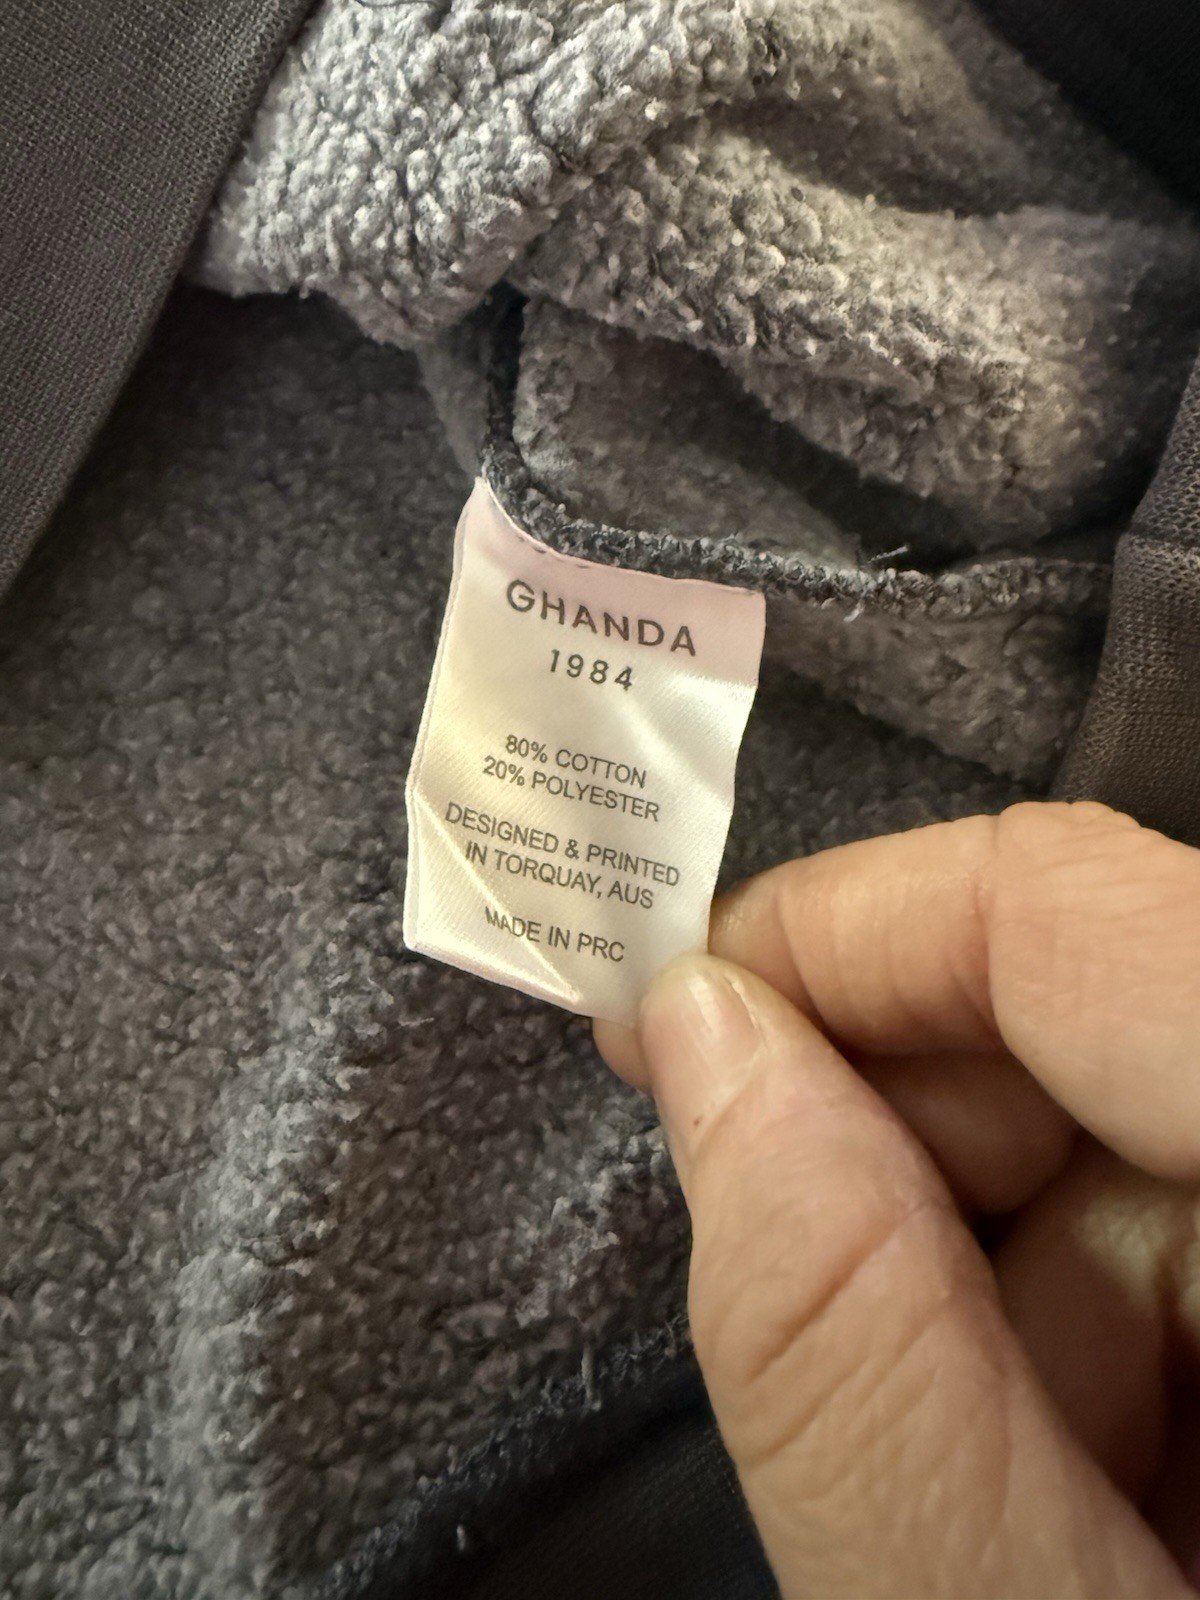 GHANDA
1984
80% COTTON
20% POLYESTER
DESIGNED & PRINTED
IN TORQUAY, AUS
MADE IN PRC